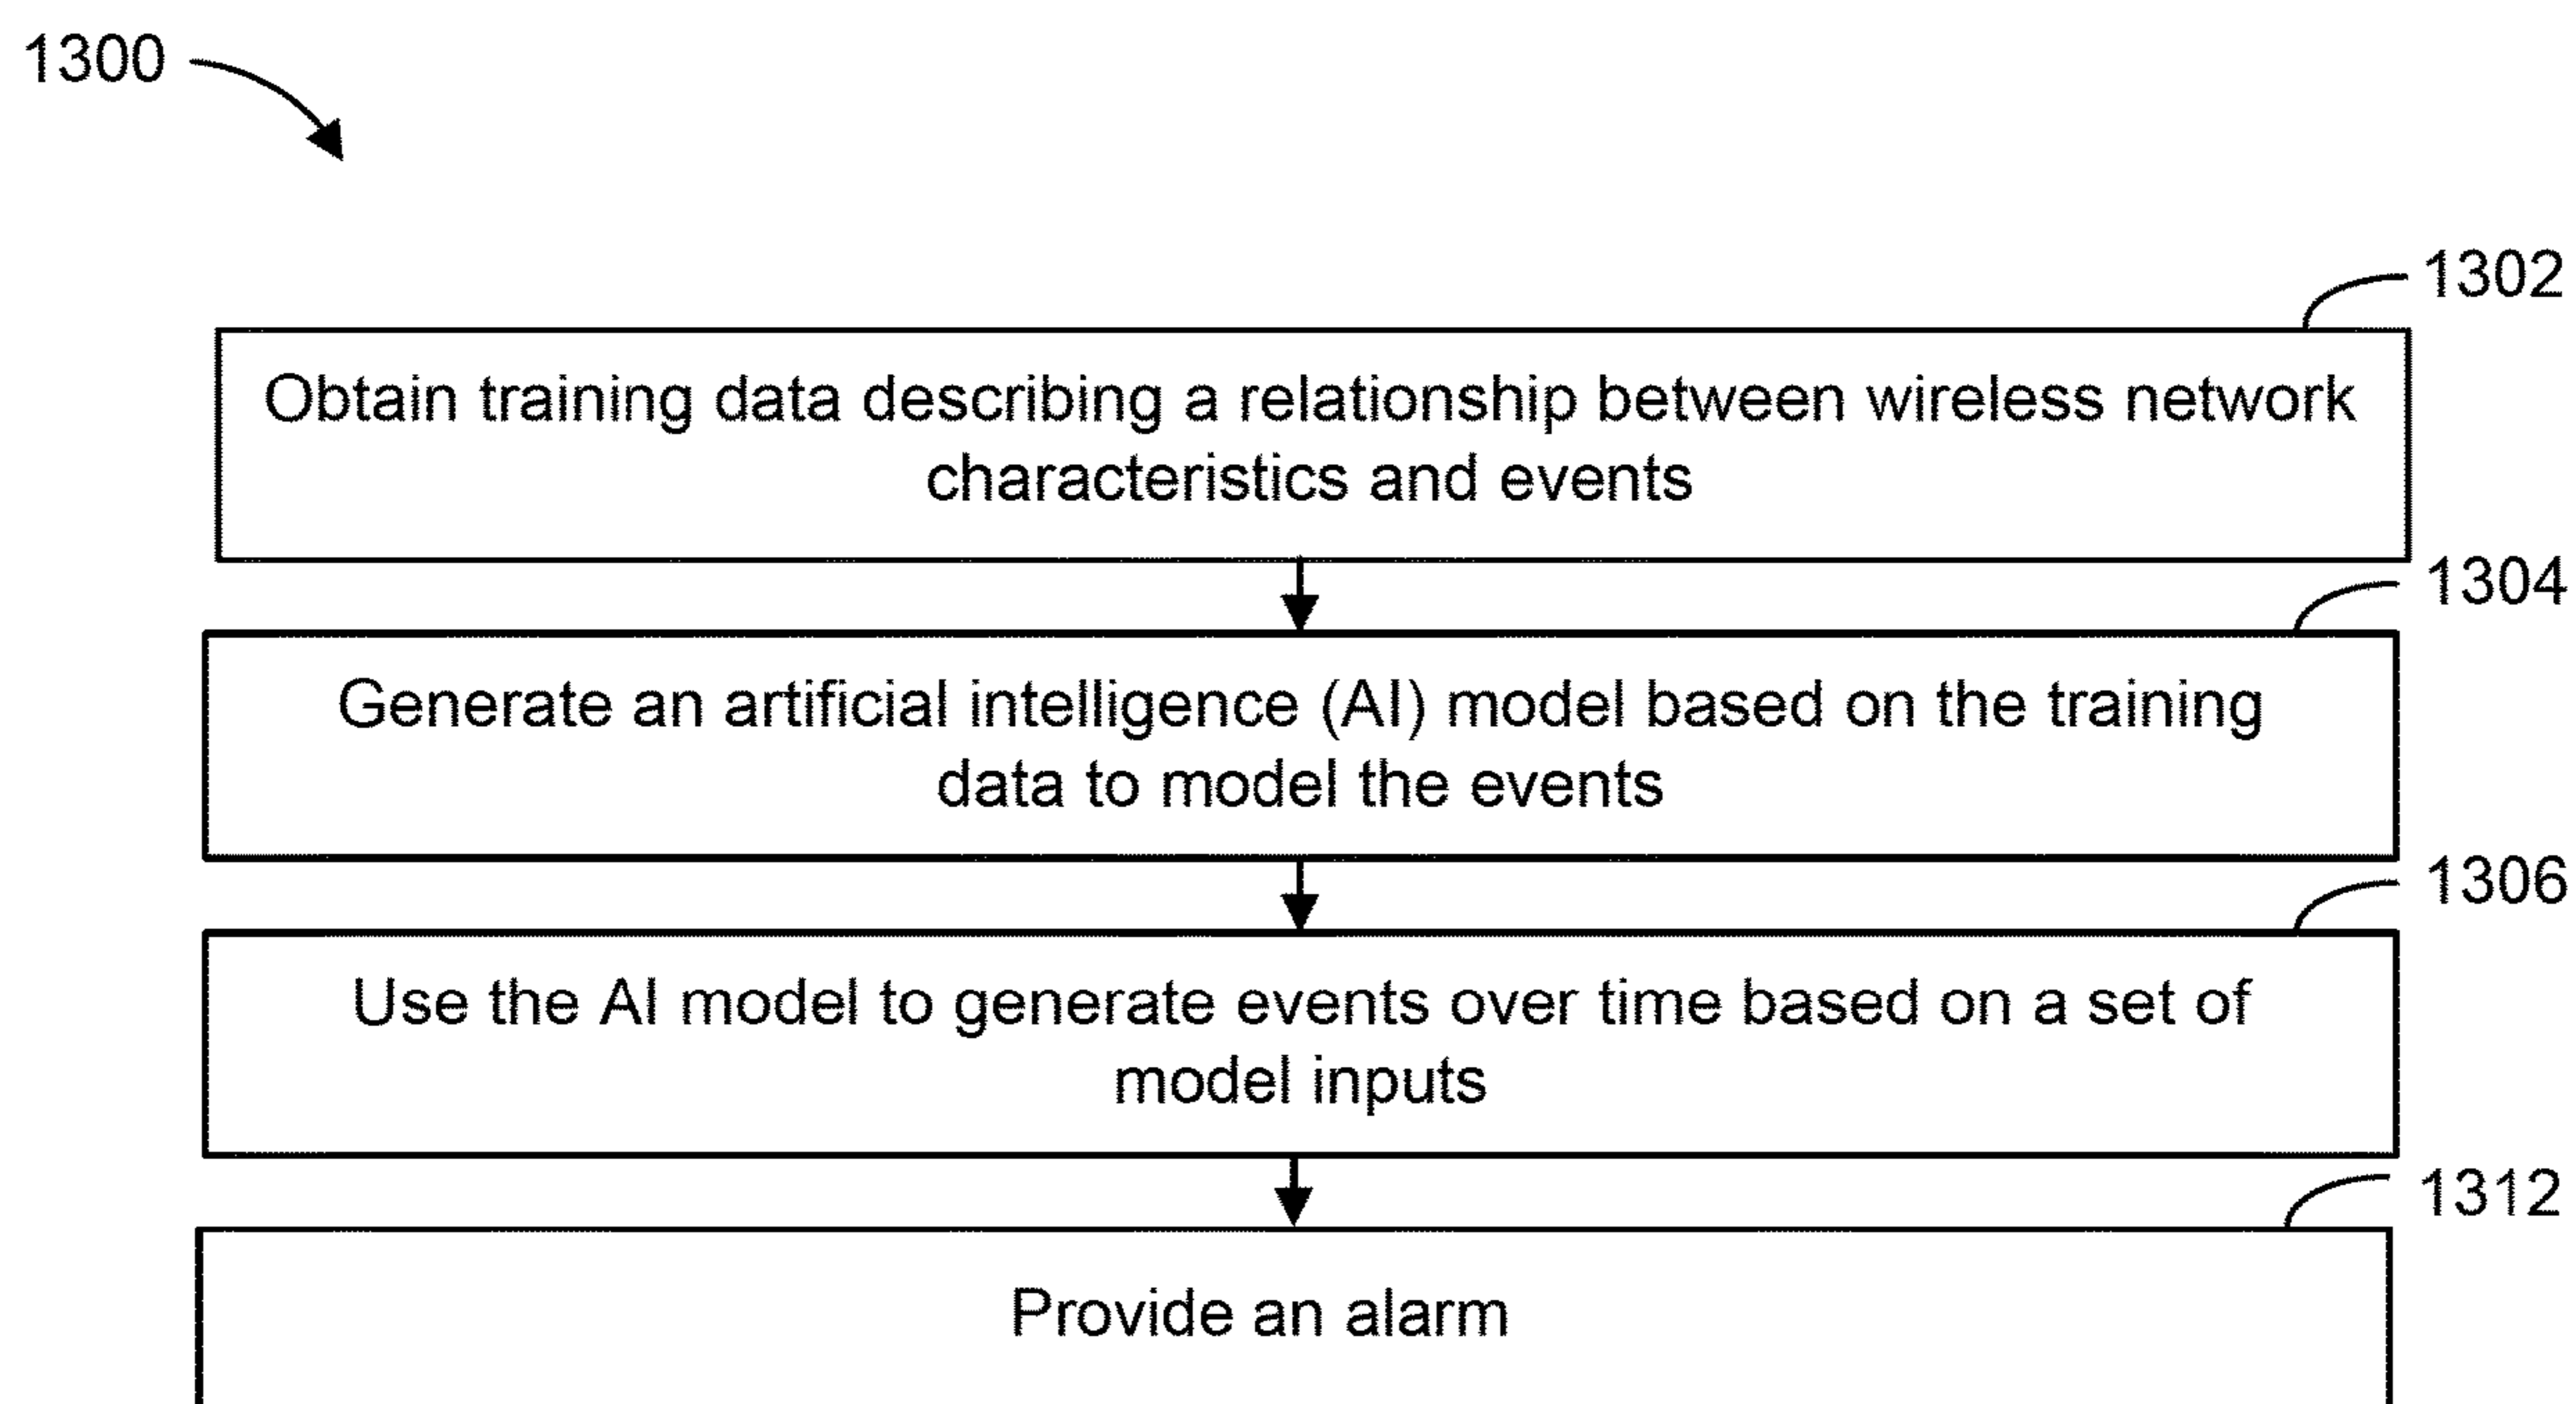 1300
1302
Obtain training data describing a relationship between wireless network
characteristics and events
1304
Generate an artificial intelligence (AI) model based on the training
data to model the events
1306
Use the AI model to generate events over time based on a set of
model inputs
1312
Provide an alarm